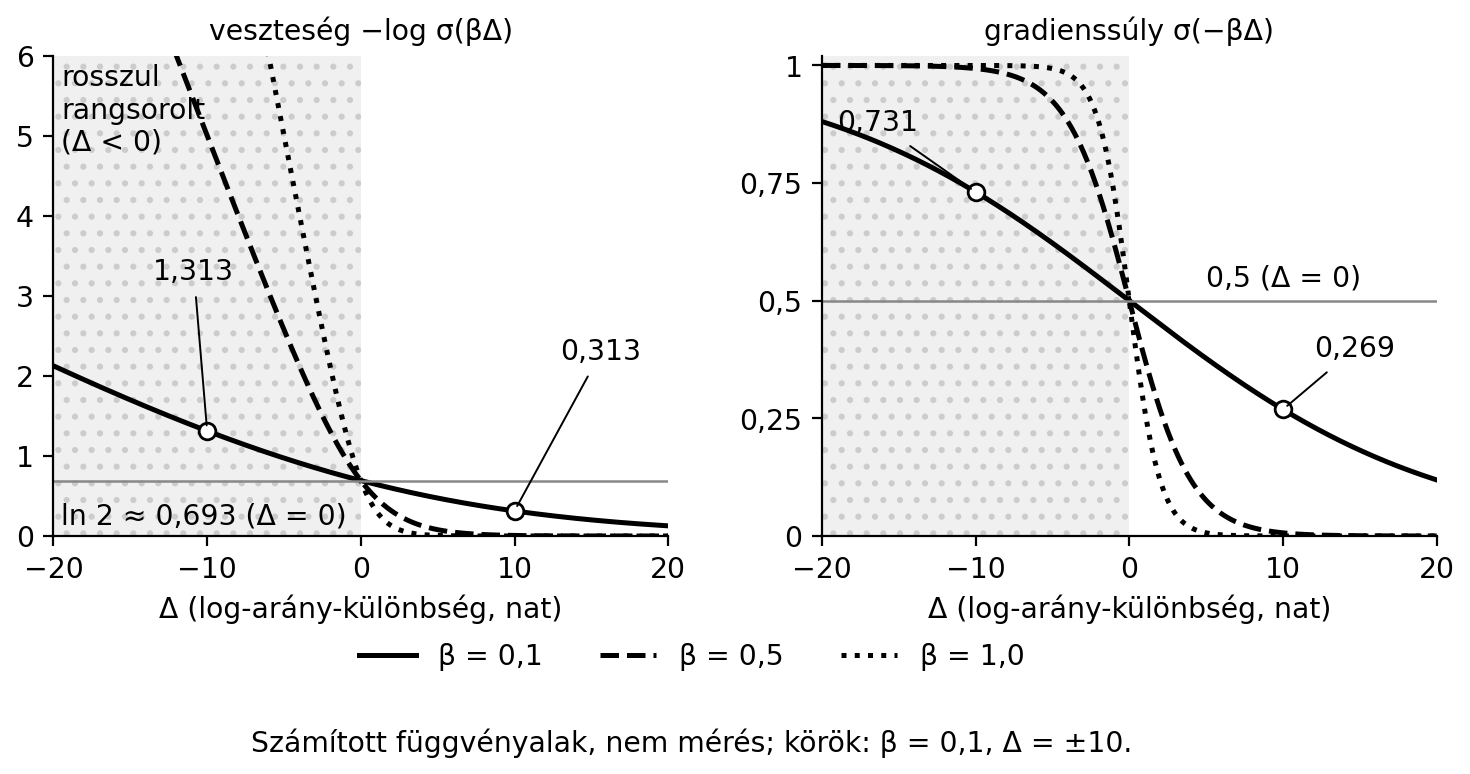 veszteség −log σ(βΔ)
6
5
4
3
2
1
0
−20
−10
0
10
20
rosszul
rangsorolt
(Δ < 0)
1,313
0,313
ln 2 ≈ 0,693 (Δ = 0)
Δ (log-arány-különbség, nat)
gradienssúly σ(−βΔ)
1
0,75
0,5
0,25
0
−20
−10
0
10
20
0,731
0,5 (Δ = 0)
0,269
Δ (log-arány-különbség, nat)
β = 0,1
β = 0,5
β = 1,0
Számított függvényalak, nem mérés; körök: β = 0,1, Δ = ±10.